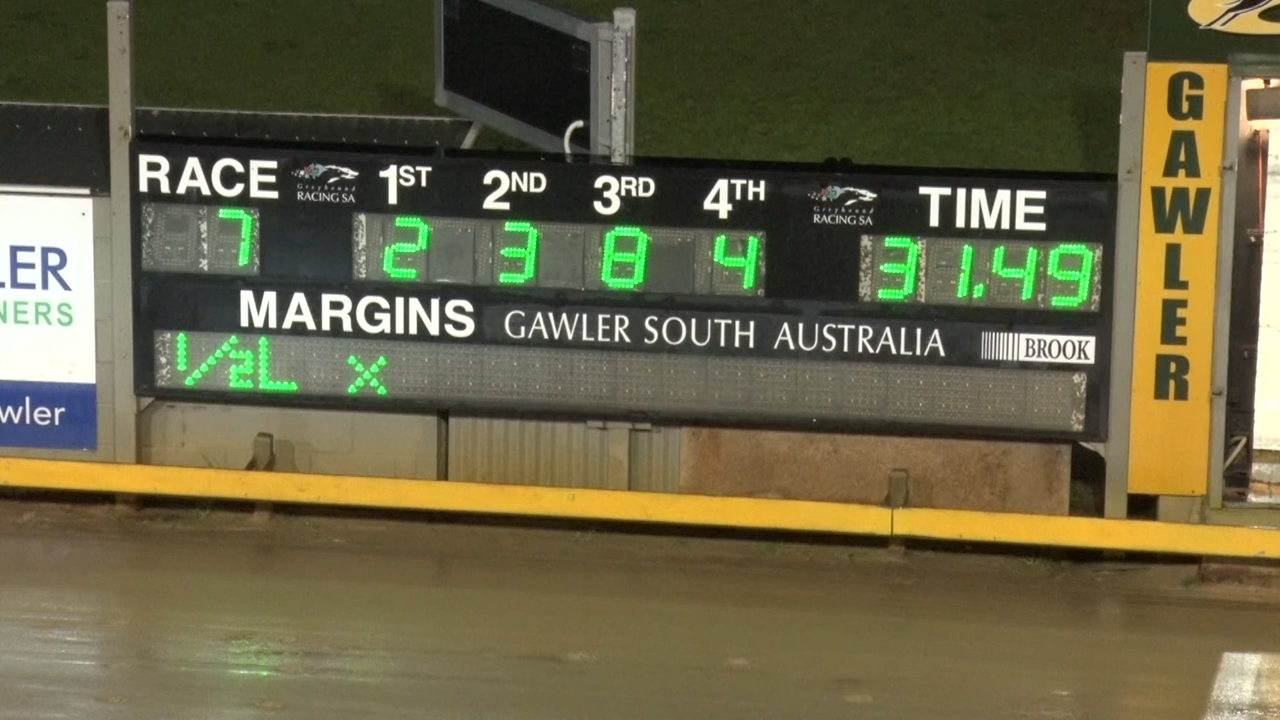 RACE Greyhound RACING SA 1ST 2ND 3RD 4TH Greyhound RACING SA TIME
7 2 3 8 4 31.49
MARGINS GAWLER SOUTH AUSTRALIA BROOK
1/2L X
LER
NERS
wler
GAWLER